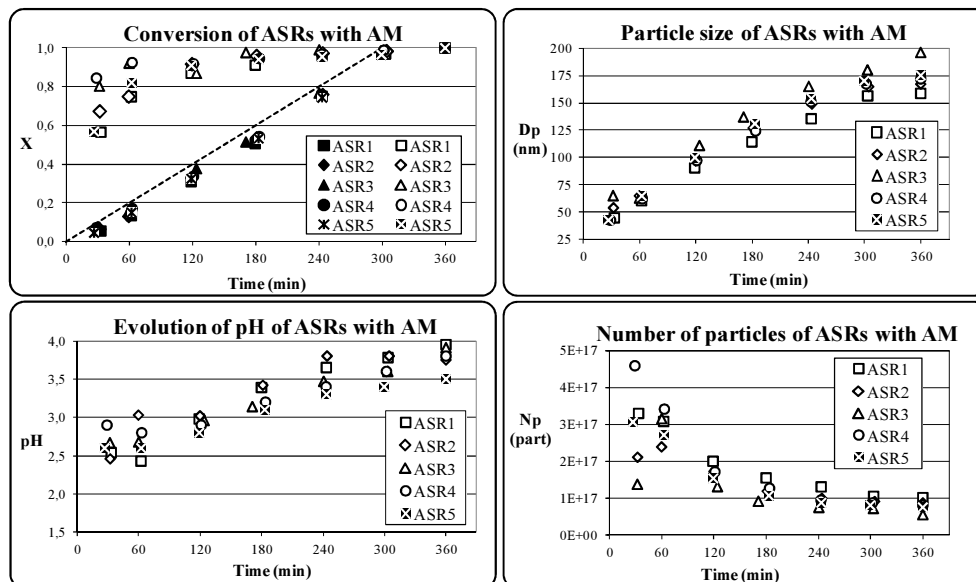 Conversion of ASRs with AM
1,0
0,8
0,6
X
0,4
0,2
0,0
0 60 120 180 240 300 360
Time (min)
ASR1 ASR1
ASR2 ASR2
ASR3 ASR3
ASR4 ASR4
ASR5 ASR5
Particle size of ASRs with AM
200
175
150
Dp
(nm)
125
100
75
50
25
0 60 120 180 240 300 360
Time (min)
ASR1
ASR2
ASR3
ASR4
ASR5
Evolution of pH of ASRs with AM
4,0
3,5
3,0
pH
2,5
2,0
1,5
0 60 120 180 240 300 360
Time (min)
ASR1
ASR2
ASR3
ASR4
ASR5
Number of particles of ASRs with AM
5E+17
4E+17
Np
(part)
3E+17
2E+17
1E+17
0E+00
0 60 120 180 240 300 360
Time (min)
ASR1
ASR2
ASR3
ASR4
ASR5